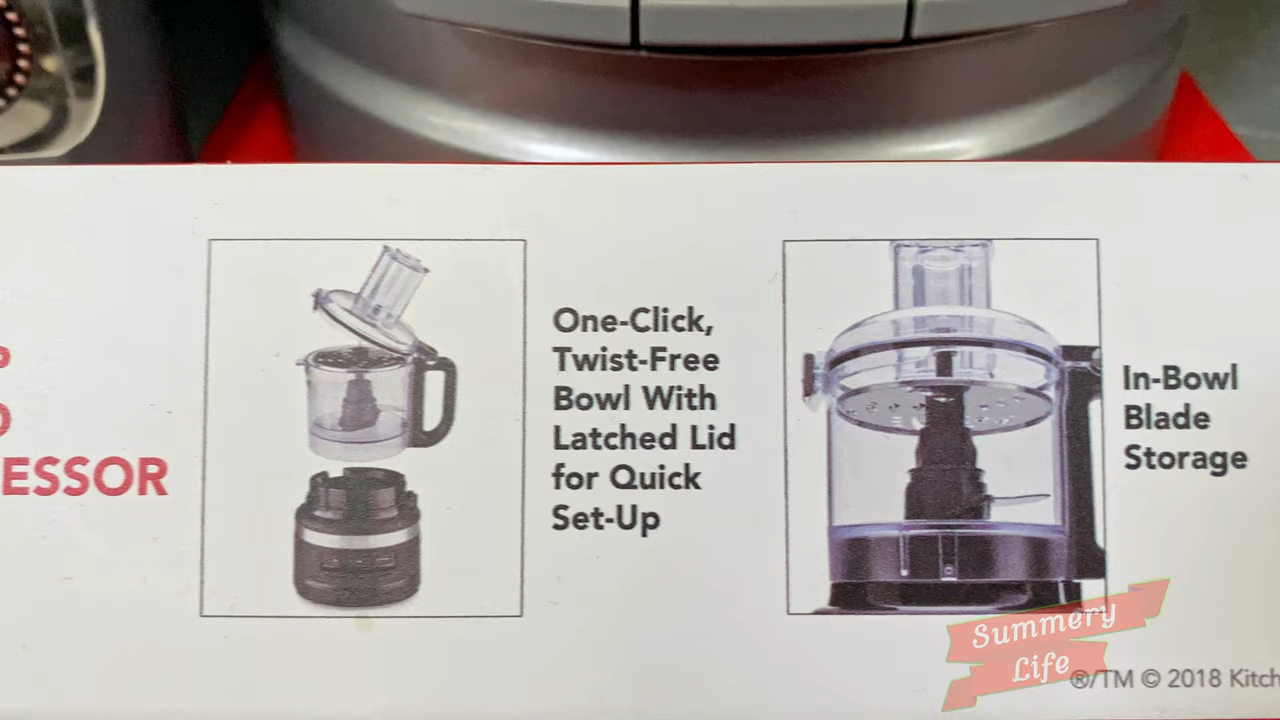 ESSOR
One-Click,
Twist-Free
Bowl With
Latched Lid
for Quick
Set-Up
In-Bowl
Blade
Storage
Summery
Life
®/TM © 2018 Kitch